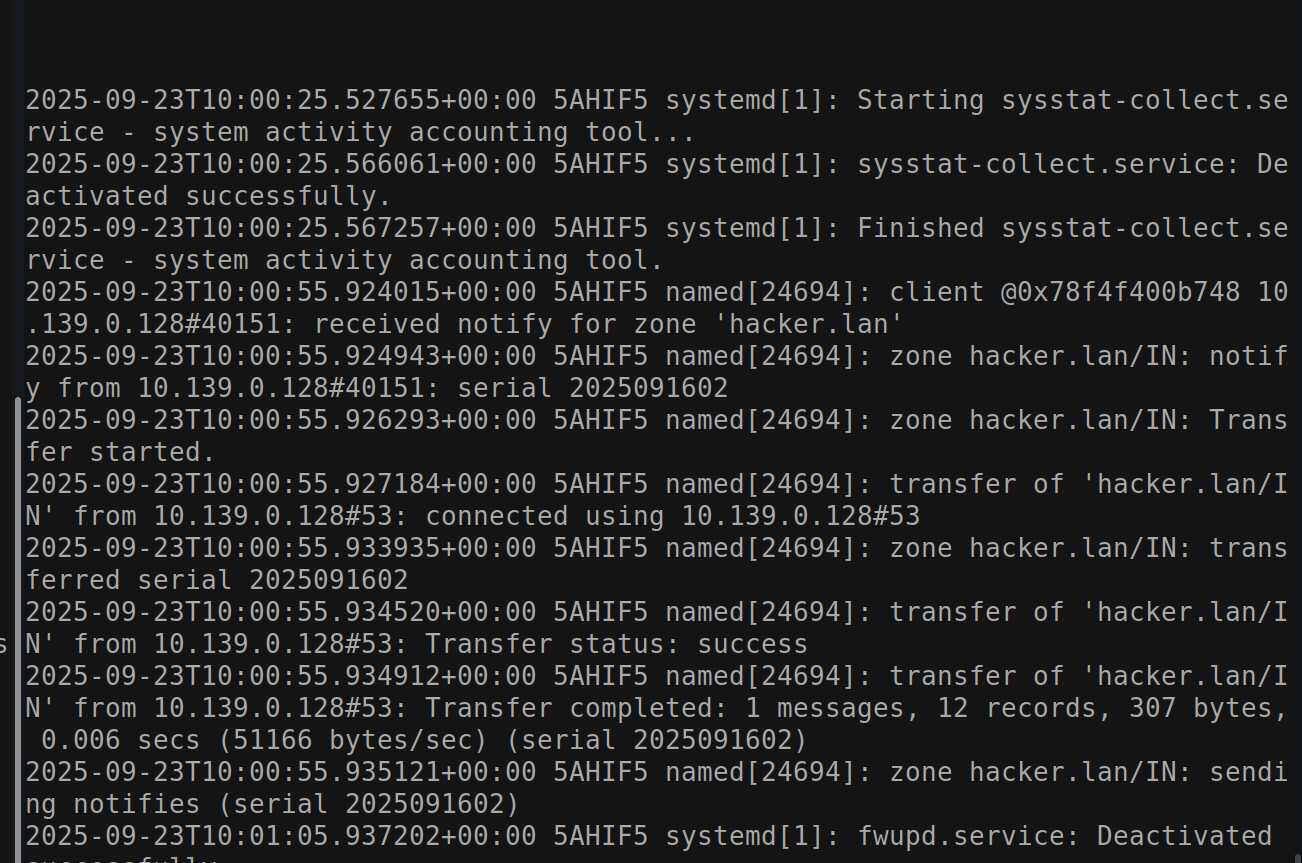 2025-09-23T10:00:25.527655+00:00 5AHIF5 systemd[1]: Starting sysstat-collect.se
rvice - system activity accounting tool...
2025-09-23T10:00:25.566061+00:00 5AHIF5 systemd[1]: sysstat-collect.service: De
activated successfully.
2025-09-23T10:00:25.567257+00:00 5AHIF5 systemd[1]: Finished sysstat-collect.se
rvice - system activity accounting tool.
2025-09-23T10:00:55.924015+00:00 5AHIF5 named[24694]: client @0x78f4f400b748 10
.139.0.128#40151: received notify for zone 'hacker.lan'
2025-09-23T10:00:55.924943+00:00 5AHIF5 named[24694]: zone hacker.lan/IN: notif
y from 10.139.0.128#40151: serial 2025091602
2025-09-23T10:00:55.926293+00:00 5AHIF5 named[24694]: zone hacker.lan/IN: Trans
fer started.
2025-09-23T10:00:55.927184+00:00 5AHIF5 named[24694]: transfer of 'hacker.lan/I
N' from 10.139.0.128#53: connected using 10.139.0.128#53
2025-09-23T10:00:55.933935+00:00 5AHIF5 named[24694]: zone hacker.lan/IN: trans
ferred serial 2025091602
2025-09-23T10:00:55.934520+00:00 5AHIF5 named[24694]: transfer of 'hacker.lan/I
s N' from 10.139.0.128#53: Transfer status: success
2025-09-23T10:00:55.934912+00:00 5AHIF5 named[24694]: transfer of 'hacker.lan/I
N' from 10.139.0.128#53: Transfer completed: 1 messages, 12 records, 307 bytes,
 0.006 secs (51166 bytes/sec) (serial 2025091602)
2025-09-23T10:00:55.935121+00:00 5AHIF5 named[24694]: zone hacker.lan/IN: sendi
ng notifies (serial 2025091602)
2025-09-23T10:01:05.937202+00:00 5AHIF5 systemd[1]: fwupd.service: Deactivated